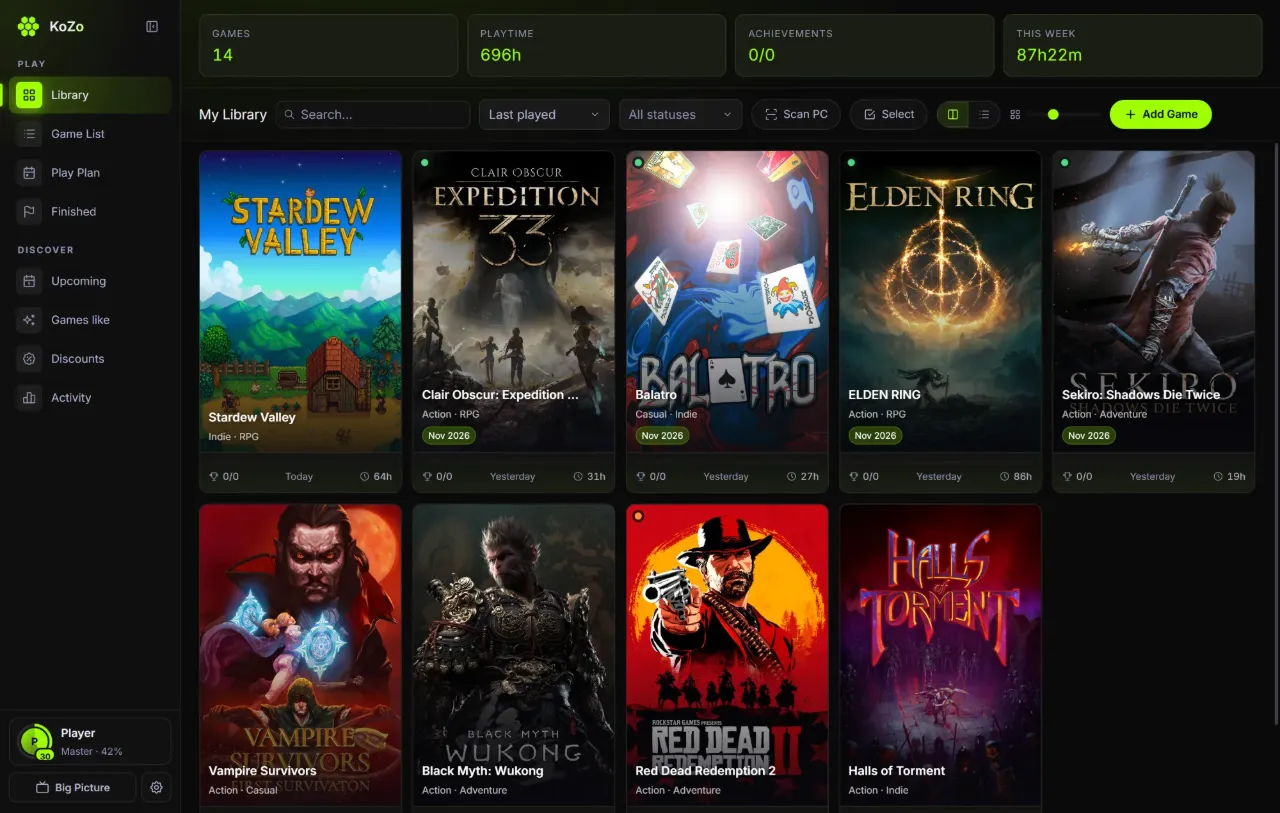 KoZo
PLAY
Library
Game List
Play Plan
Finished
DISCOVER
Upcoming
Games like
Discounts
Activity
P
30
Player
Master · 42%
Big Picture
GAMES
14
PLAYTIME
696h
ACHIEVEMENTS
0/0
THIS WEEK
87h22m
My Library
Search...
Last played
All statuses
Scan PC
Select
+ Add Game
STARDEW
VALLEY
Stardew Valley
Indie · RPG
0/0 Today 64h
CLAIR OBSCUR
EXPEDITION
33
Clair Obscur: Expedition ...
Action · RPG
Nov 2026
0/0 Yesterday 31h
JOKER
BALATRO
Balatro
Casual · Indie
Nov 2026
0/0 Yesterday 27h
ELDEN RING
ELDEN RING
Action · RPG
Nov 2026
0/0 Yesterday 86h
SEKIRO
SHADOWS DIE TWICE
Sekiro: Shadows Die Twice
Action · Adventure
Nov 2026
0/0 Yesterday 19h
VAMPIRE
SURVIVORS
FIRST SURVIVATON
Vampire Survivors
Action · Casual
BLACK MYTH
WUKONG
Black Myth: Wukong
Action · Adventure
ROCKSTAR GAMES PRESENTS
RED DEAD
REDEMPTION II
Red Dead Redemption 2
Action · Adventure
HALLS
OF
TORMENT
Halls of Torment
Action · Indie